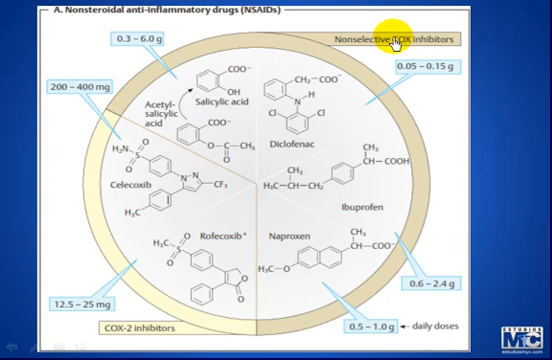 A. Nonsteroidal anti-inflammatory drugs (NSAIDs)
0.3 – 6.0 g
Nonselective COX inhibitors
200 – 400 mg
0.05 – 0.15 g
COO⁻
OH
Salicylic acid
Acetyl-
salicylic
acid
COO⁻
O–C–CH₃
O
CH₂–COO⁻
N
H
Cl
Cl
Diclofenac
H₂N
S
O
O
N
N
CF₃
Celecoxib
H₃C
CH₃
CH–COOH
CH₃
H₃C–CH–CH₂
Ibuprofen
Rofecoxib*
H₃C
S
O
O
O
O
Naproxen
CH₃
CH–COO⁻
H₃C–O
12.5 – 25 mg
0.6 – 2.4 g
COX-2 inhibitors
0.5 – 1.0 g
daily doses
ESTUDIOS
MyC
estudiosmyc.com